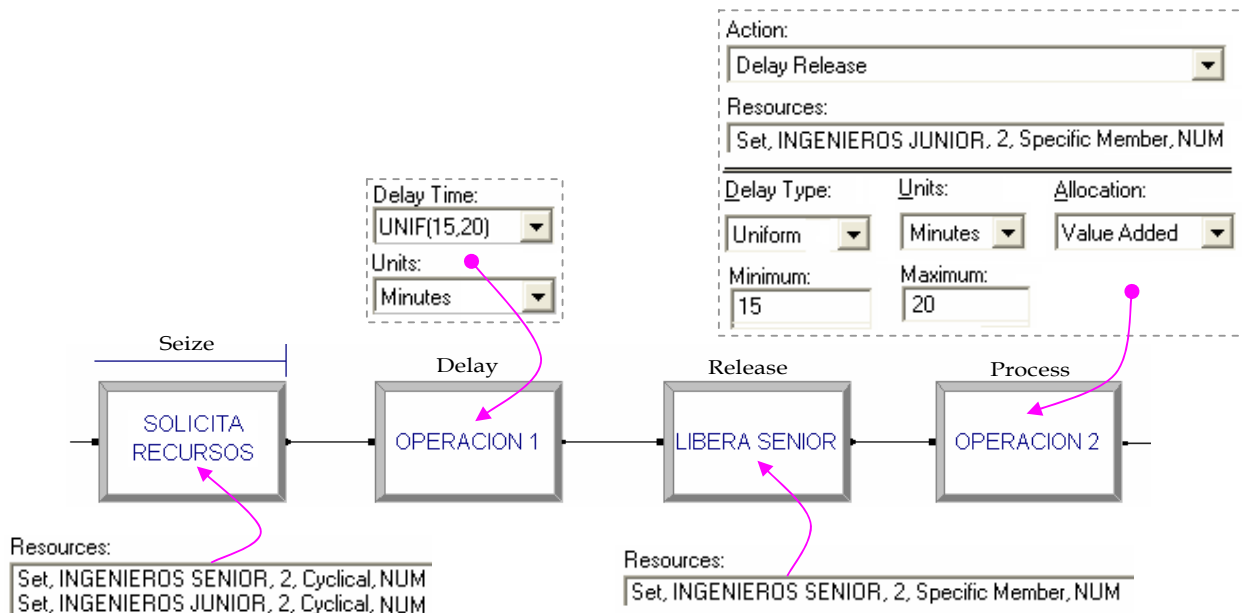 Action:
Delay Release
Resources:
Set, INGENIEROS JUNIOR, 2, Specific Member, NUM
Delay Type:
Units:
Allocation:
Uniform
Minutes
Value Added
Minimum:
Maximum:
15
20
Delay Time:
UNIF(15,20)
Units:
Minutes
Seize
Delay
Release
Process
SOLICITA
RECURSOS
OPERACION 1
LIBERA SENIOR
OPERACION 2
Resources:
Set, INGENIEROS SENIOR, 2, Cyclical, NUM
Set, INGENIEROS JUNIOR, 2, Cyclical, NUM
Resources:
Set, INGENIEROS SENIOR, 2, Specific Member, NUM